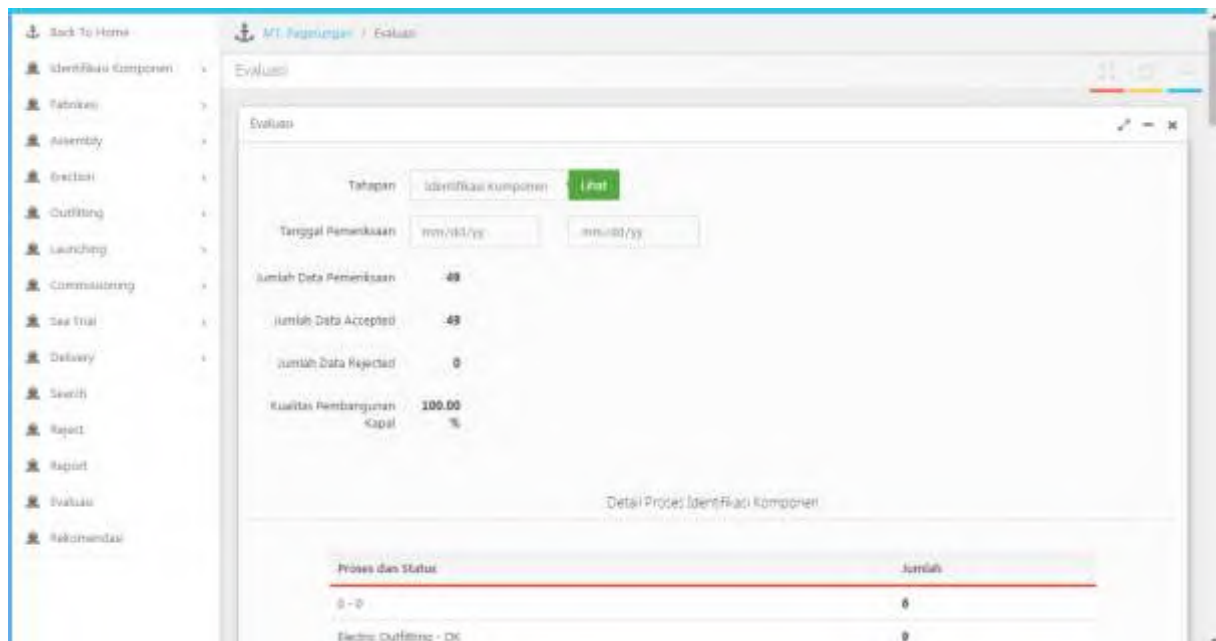 Back To Home
Identifikasi Komponen
Fabrikasi
Assembly
Erection
Outfitting
Launching
Commissioning
Sea Trial
Delivery
Search
Reject
Report
Evaluasi
Rekomendasi
MT. / Evaluasi
Evaluasi
Evaluasi
Tahapan Identifikasi Komponen Lihat
Tanggal Pemeriksaan mm/dd/yy mm/dd/yy
Jumlah Data Pemeriksaan 49
Jumlah Data Accepted 49
Jumlah Data Rejected 0
Kualitas Pembangunan 100.00
Kapal %
Detail Proses Identifikasi Komponen
Proses dan Status Jumlah
0 - 0
Electric Outfitting - OK